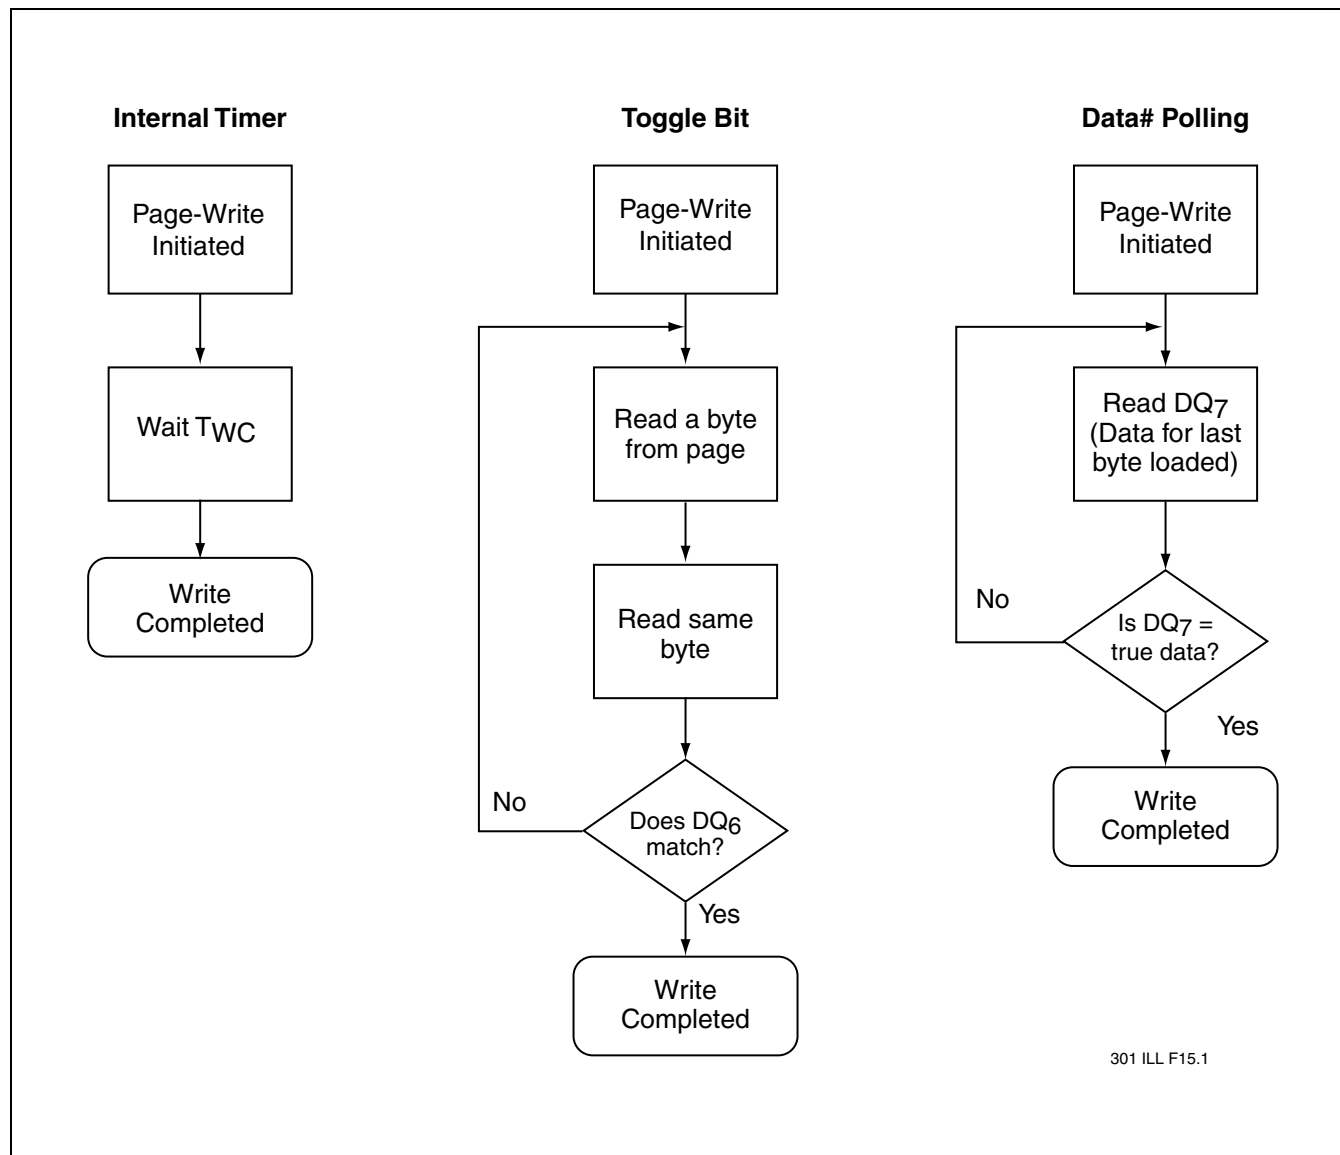 Internal Timer
Page-Write
Initiated
Wait TWC
Write
Completed
Toggle Bit
Page-Write
Initiated
Read a byte
from page
Read same
byte
No
Does DQ6
match?
Yes
Write
Completed
Data# Polling
Page-Write
Initiated
Read DQ7
(Data for last
byte loaded)
No
Is DQ7 =
true data?
Yes
Write
Completed
301 ILL F15.1